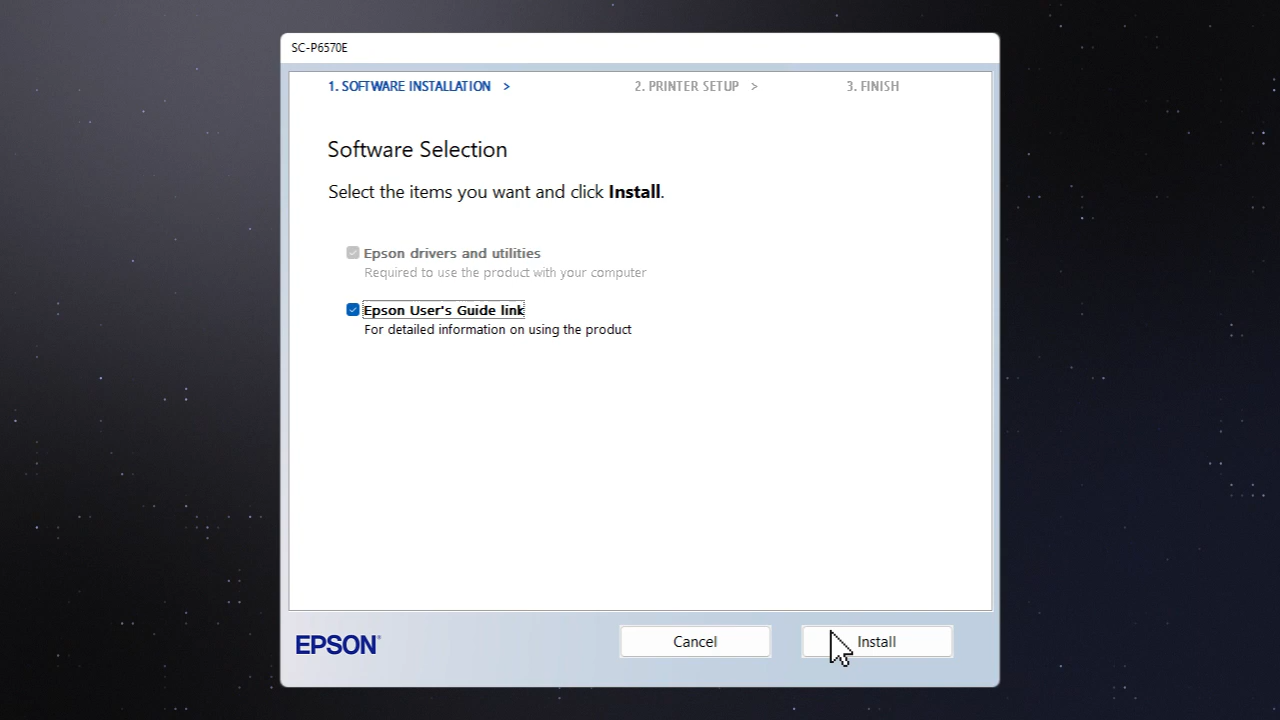 SC-P6570E
1. SOFTWARE INSTALLATION > 2. PRINTER SETUP > 3. FINISH
Software Selection
Select the items you want and click Install.
Epson drivers and utilities
Required to use the product with your computer
Epson User's Guide link
For detailed information on using the product
EPSON® Cancel Install